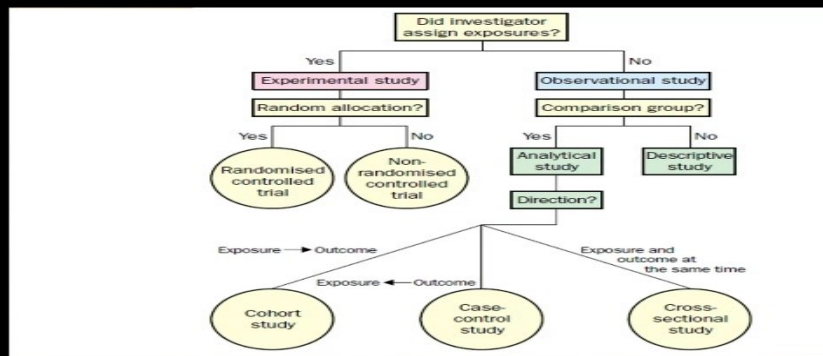 Did investigator
assign exposures?
Yes
No
Experimental study
Observational study
Random allocation?
Comparison group?
Yes
No
Yes
No
Randomised
controlled
trial
Non-
randomised
controlled
trial
Analytical
study
Descriptive
study
Direction?
Exposure → Outcome
Exposure ← Outcome
Exposure and
outcome at
the same time
Cohort
study
Case-
control
study
Cross-
sectional
study